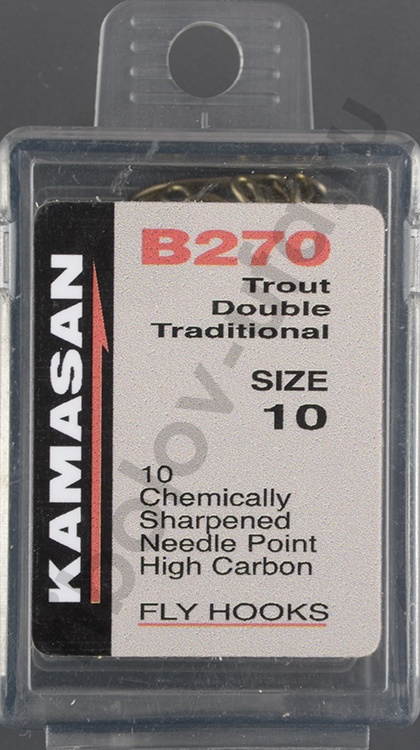 KAMASAN
B270
Trout
Double
Traditional
SIZE
10
10
Chemically
Sharpened
Needle Point
High Carbon
FLY HOOKS